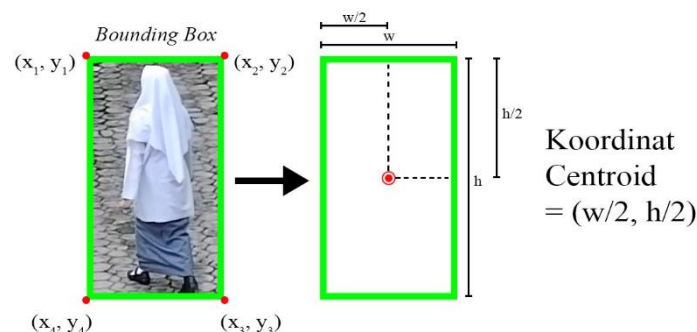 Bounding Box
(x₁, y₁)
(x₂, y₂)
(x₄, y₄)
(x₃, y₃)
w/2
w
h/2
h
Koordinat
Centroid
= (w/2, h/2)